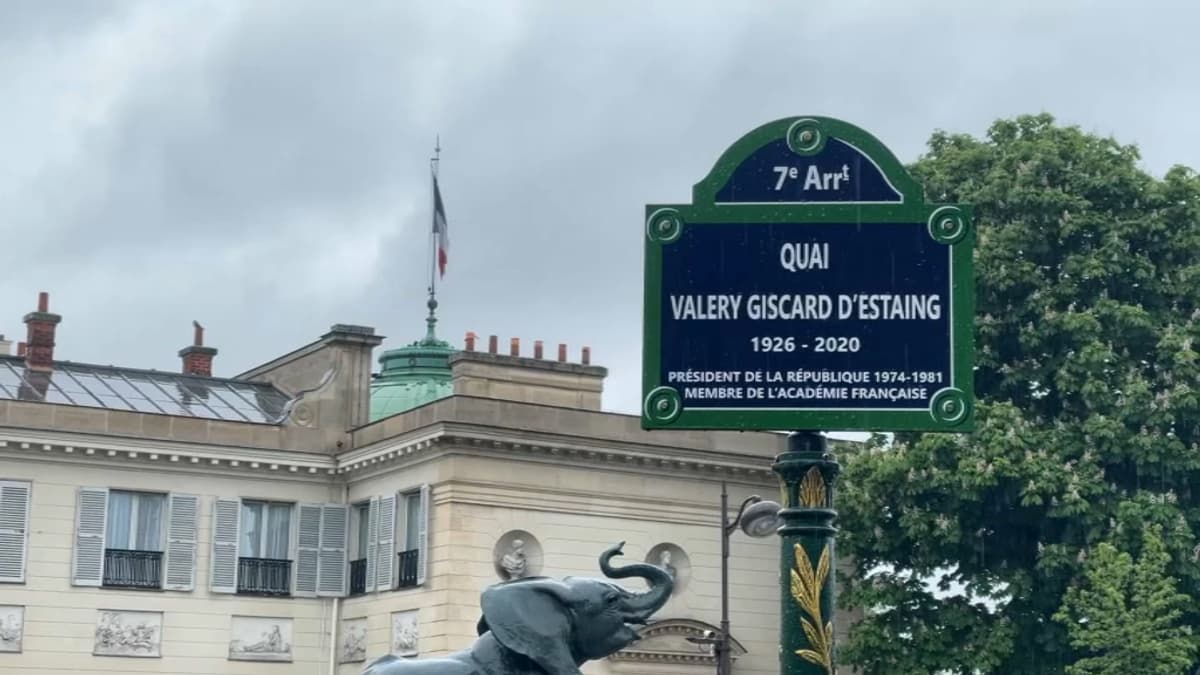 7e Arrt
QUAI
VALERY GISCARD D'ESTAING
1926 - 2020
PRÉSIDENT DE LA RÉPUBLIQUE 1974-1981
MEMBRE DE L'ACADÉMIE FRANÇAISE